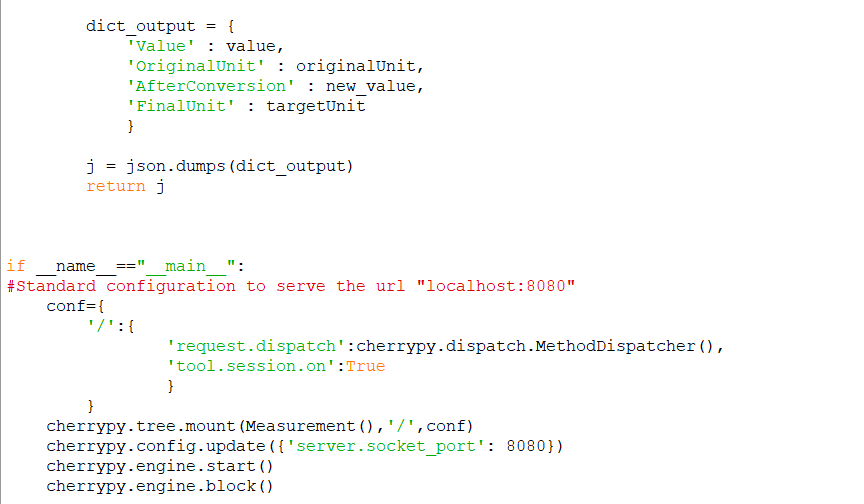 dict_output = {
'Value' : value,
'OriginalUnit' : originalUnit,
'AfterConversion' : new_value,
'FinalUnit' : targetUnit
}
j = json.dumps(dict_output)
return j
if __name__=="__main__":
#Standard configuration to serve the url "localhost:8080"
conf={
'/':{
'request.dispatch':cherrypy.dispatch.MethodDispatcher(),
'tool.session.on':True
}
}
cherrypy.tree.mount(Measurement(),'/',conf)
cherrypy.config.update({'server.socket_port': 8080})
cherrypy.engine.start()
cherrypy.engine.block()